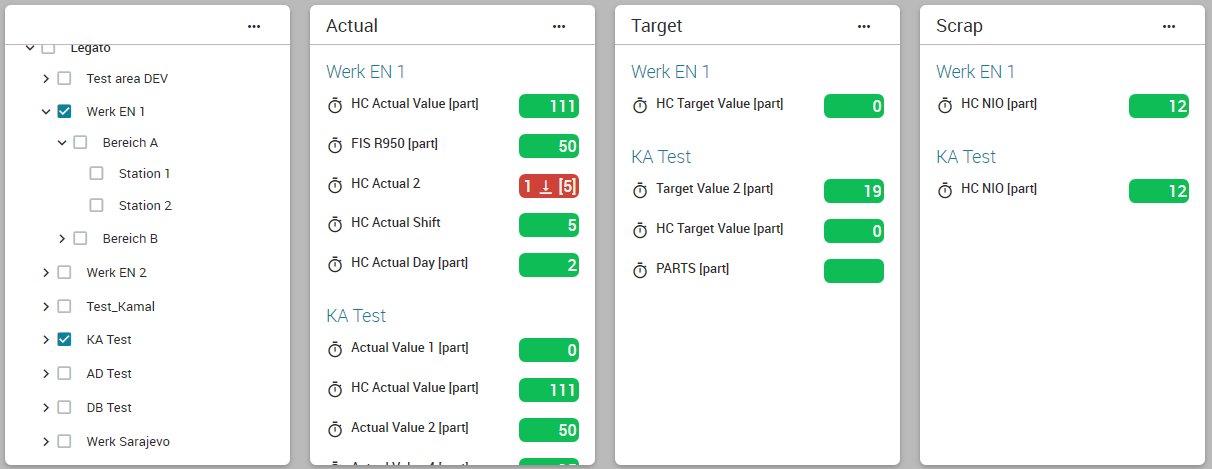 Legato
Test area DEV
Werk EN 1
Bereich A
Station 1
Station 2
Bereich B
Werk EN 2
Test_Kamal
KA Test
AD Test
DB Test
Werk Sarajevo
Actual
Werk EN 1
HC Actual Value [part] 111
FIS R950 [part] 50
HC Actual 2 1 ↓ [5]
HC Actual Shift 5
HC Actual Day [part] 2
KA Test
Actual Value 1 [part] 0
HC Actual Value [part] 111
Actual Value 2 [part] 50
Target
Werk EN 1
HC Target Value [part] 0
KA Test
Target Value 2 [part] 19
HC Target Value [part] 0
PARTS [part]
Scrap
Werk EN 1
HC NIO [part] 12
KA Test
HC NIO [part] 12